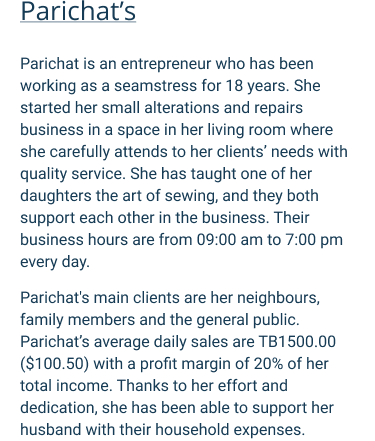 Parichat’s
Parichat is an entrepreneur who has been
working as a seamstress for 18 years. She
started her small alterations and repairs
business in a space in her living room where
she carefully attends to her clients’ needs with
quality service. She has taught one of her
daughters the art of sewing, and they both
support each other in the business. Their
business hours are from 09:00 am to 7:00 pm
every day.
Parichat's main clients are her neighbours,
family members and the general public.
Parichat’s average daily sales are TB1500.00
($100.50) with a profit margin of 20% of her
total income. Thanks to her effort and
dedication, she has been able to support her
husband with their household expenses.